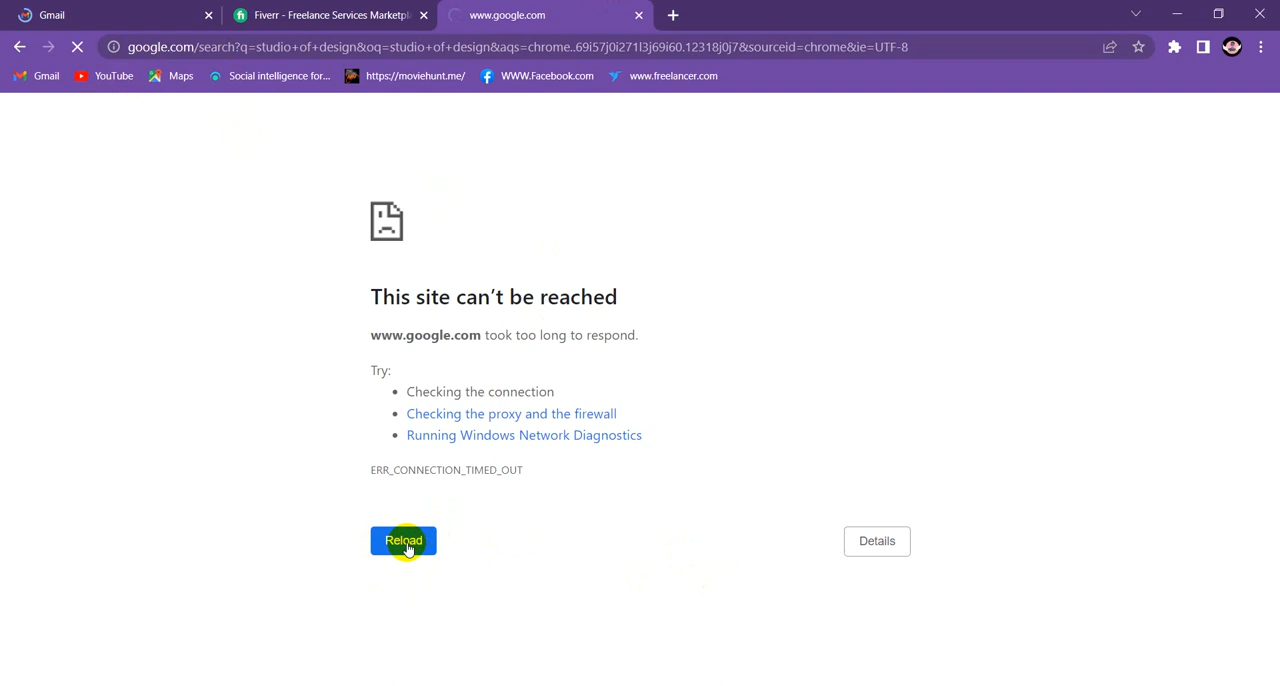 Gmail
Fiverr - Freelance Services Marketpl
www.google.com
google.com/search?q=studio+of+design&oq=studio+of+design&aqs=chrome..69i57j0i271l3j69i60.12318j0j7&sourceid=chrome&ie=UTF-8
Gmail YouTube Maps Social intelligence for... https://moviehunt.me/ WWW.Facebook.com www.freelancer.com
This site can’t be reached
www.google.com took too long to respond.
Try:
• Checking the connection
• Checking the proxy and the firewall
• Running Windows Network Diagnostics
ERR_CONNECTION_TIMED_OUT
Reload
Details